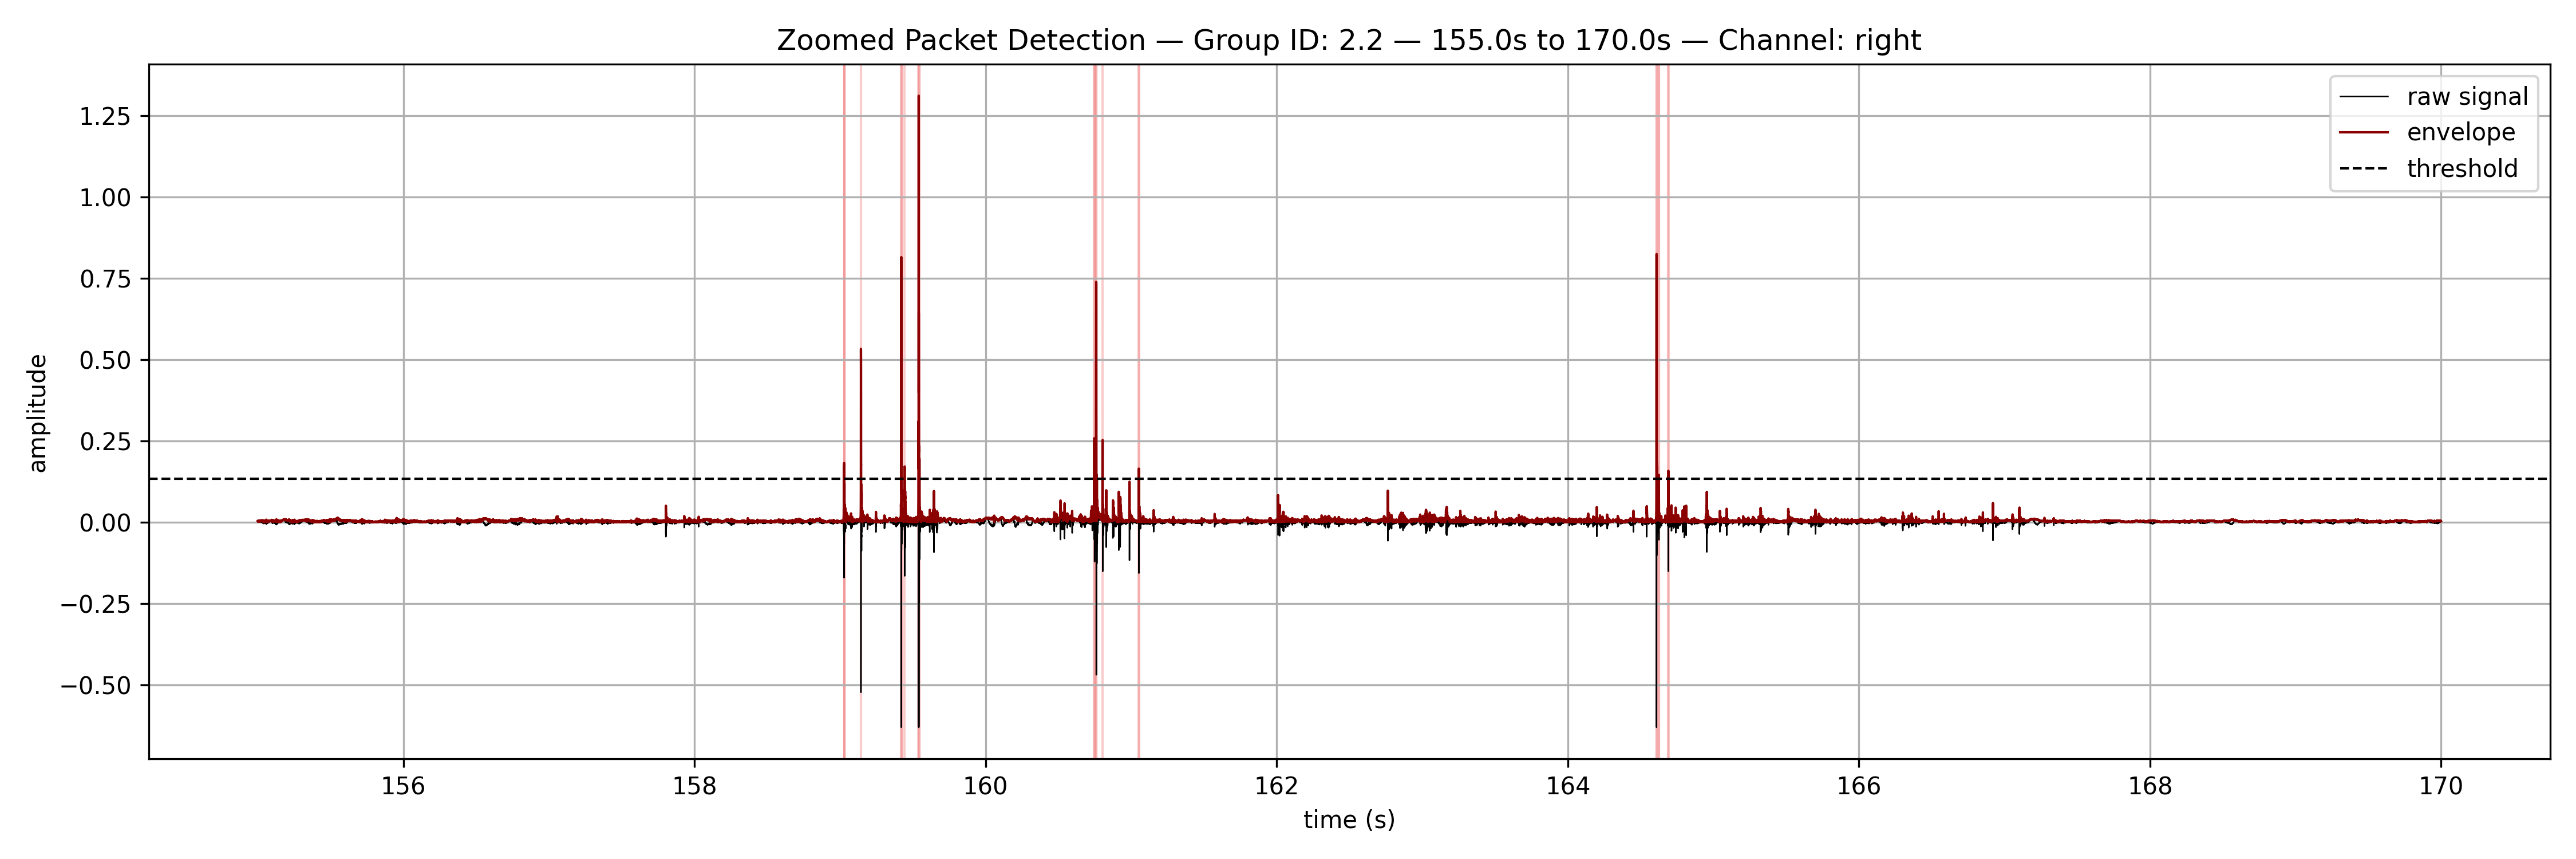 Zoomed Packet Detection — Group ID: 2.2 — 155.0s to 170.0s — Channel: right
raw signal
envelope
threshold
amplitude
1.25
1.00
0.75
0.50
0.25
0.00
−0.25
−0.50
156 158 160 162 164 166 168 170
time (s)